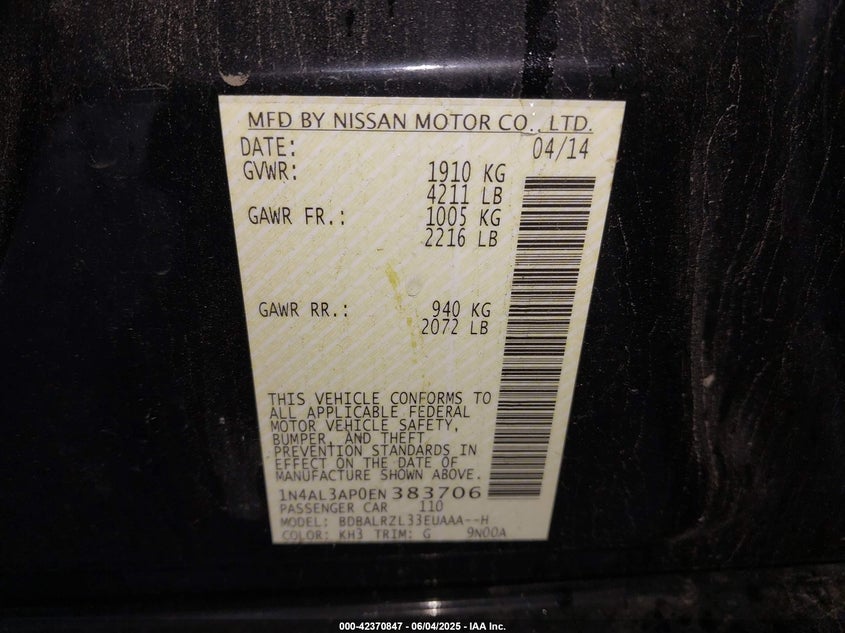 MFD BY NISSAN MOTOR CO., LTD.
DATE: 04/14
GVWR: 1910 KG
4211 LB
GAWR FR.: 1005 KG
2216 LB
GAWR RR.: 940 KG
2072 LB
THIS VEHICLE CONFORMS TO
ALL APPLICABLE FEDERAL
MOTOR VEHICLE SAFETY,
BUMPER, AND THEFT
PREVENTION STANDARDS IN
EFFECT ON THE DATE OF
MANUFACTURE SHOWN ABOVE.
1N4AL3AP0EN383706
PASSENGER CAR 110
MODEL: BDBALRZL33EUAAA--H
COLOR: KH3 TRIM: G 9N00A
000-42370847 - 06/04/2025 - IAA Inc.